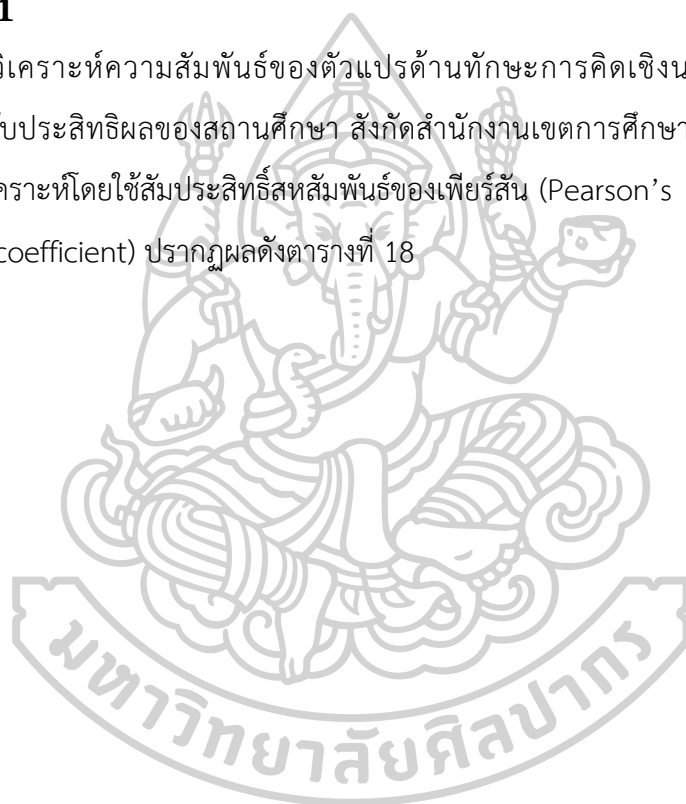 1
วิเคราะห์ความสัมพันธ์ของตัวแปรด้านทักษะการคิดเชิงน
ับประสิทธิผลของสถานศึกษา สังกัดสำนักงานเขตการศึกษา
คราะห์โดยใช้สัมประสิทธิ์สหสัมพันธ์ของเพียร์สัน (Pearson’s
coefficient) ปรากฏผลดังตารางที่ 18
มหาวิทยาลัยศิลปากร